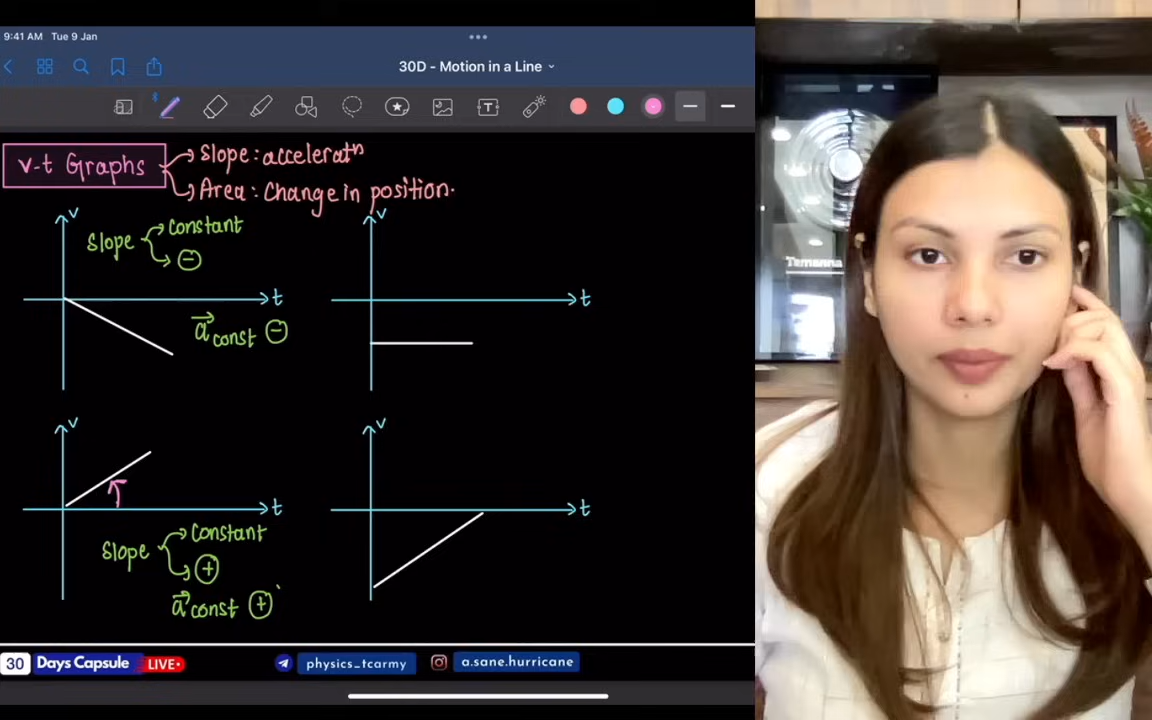 9:41 AM Tue 9 Jan
30D - Motion in a Line
v-t Graphs
Slope: acceleratn
Area: Change in position.
v
Slope
Constant
-
t
a const -
v
t
v
t
Slope
Constant
+
a const +
v
t
30 Days Capsule LIVE
physics_tcarmy
a.sane.hurricane